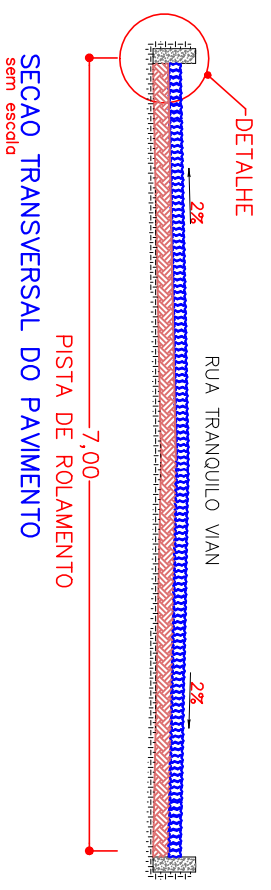 DETALHE
2%
RUA TRANQUILO VIAN
2%
7,00
PISTA DE ROLAMENTO
SECAO TRANSVERSAL DO PAVIMENTO
sem escala